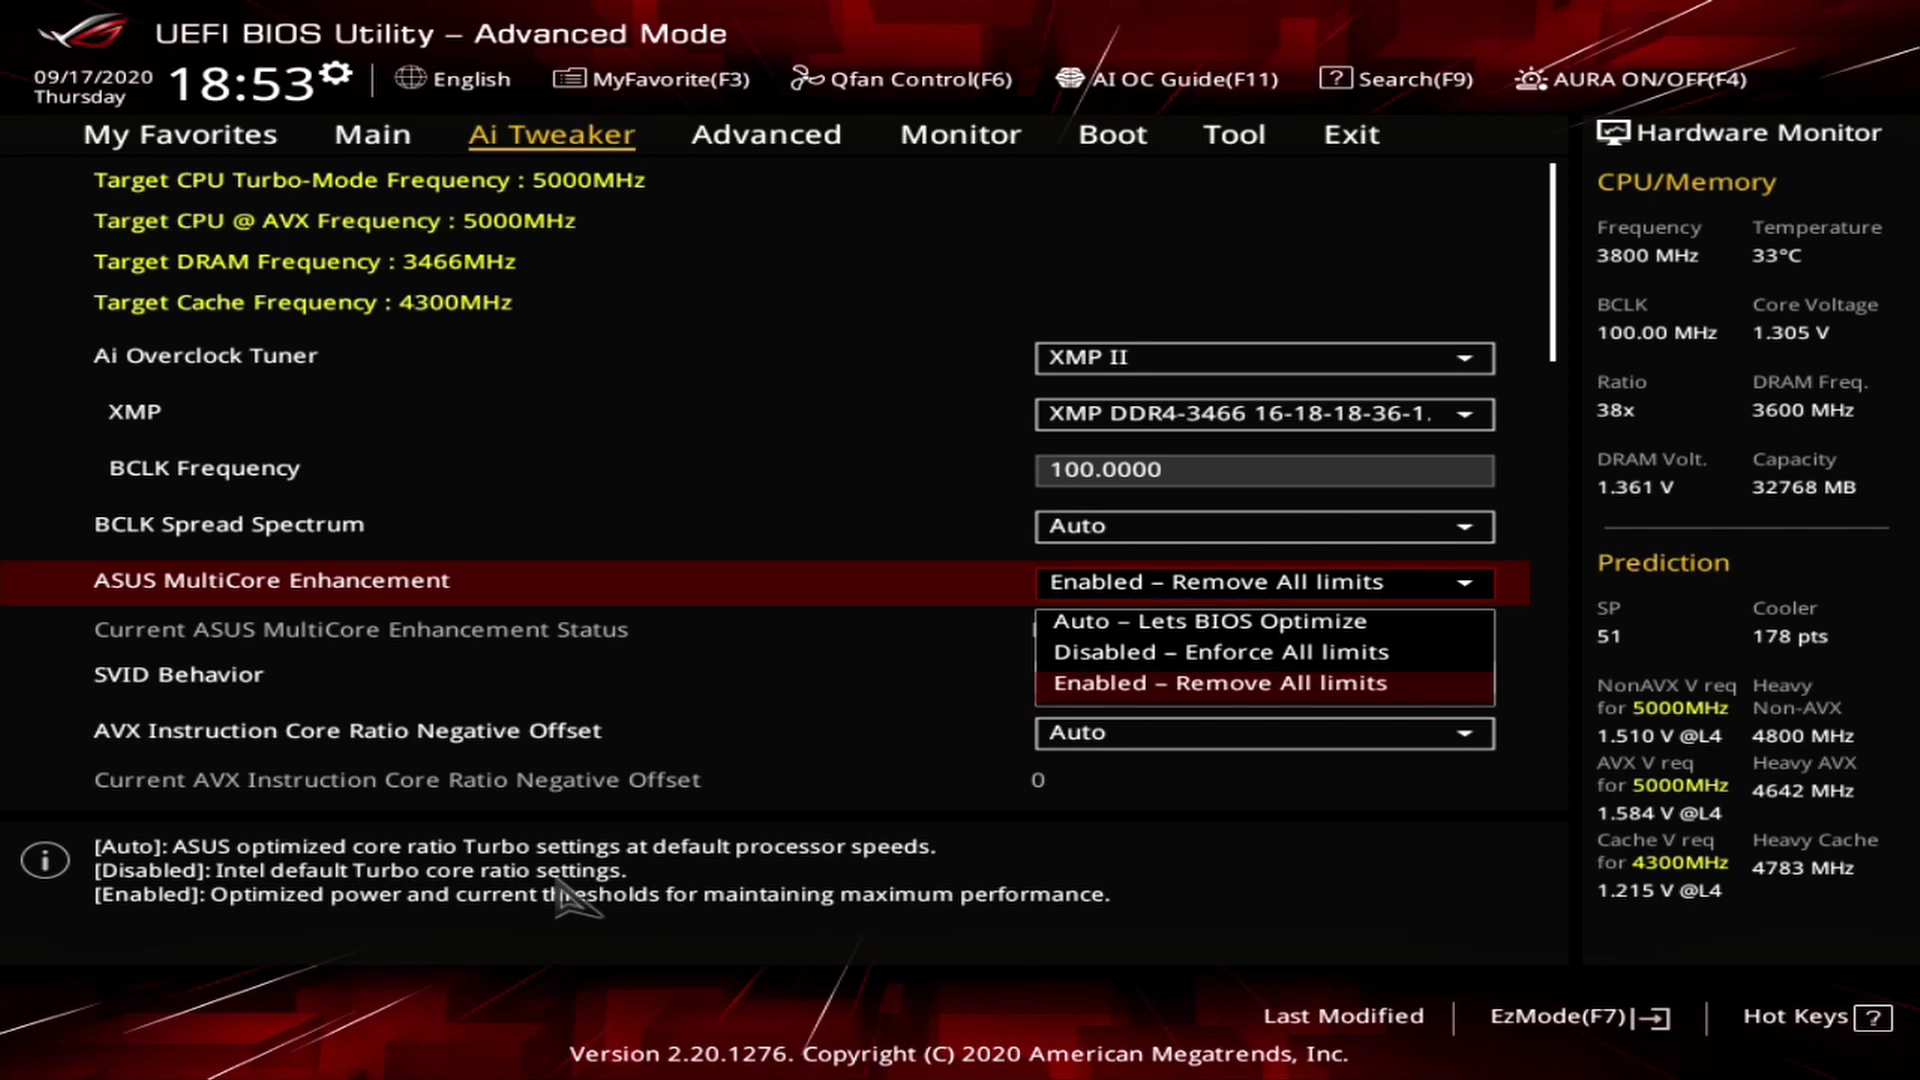 UEFI BIOS Utility – Advanced Mode
09/17/2020
Thursday
18:53
English
MyFavorite(F3)
Qfan Control(F6)
AI OC Guide(F11)
Search(F9)
AURA ON/OFF(F4)
My Favorites
Main
Ai Tweaker
Advanced
Monitor
Boot
Tool
Exit
Target CPU Turbo-Mode Frequency : 5000MHz
Target CPU @ AVX Frequency : 5000MHz
Target DRAM Frequency : 3466MHz
Target Cache Frequency : 4300MHz
Ai Overclock Tuner
XMP II
XMP
XMP DDR4-3466 16-18-18-36-1.
BCLK Frequency
100.0000
BCLK Spread Spectrum
Auto
ASUS MultiCore Enhancement
Enabled – Remove All limits
Auto – Lets BIOS Optimize
Disabled – Enforce All limits
Enabled – Remove All limits
Current ASUS MultiCore Enhancement Status
SVID Behavior
AVX Instruction Core Ratio Negative Offset
Auto
Current AVX Instruction Core Ratio Negative Offset
0
[Auto]: ASUS optimized core ratio Turbo settings at default processor speeds.
[Disabled]: Intel default Turbo core ratio settings.
[Enabled]: Optimized power and current thresholds for maintaining maximum performance.
Hardware Monitor
CPU/Memory
Frequency Temperature
3800 MHz 33°C
BCLK Core Voltage
100.00 MHz 1.305 V
Ratio DRAM Freq.
38x 3600 MHz
DRAM Volt. Capacity
1.361 V 32768 MB
Prediction
SP Cooler
51 178 pts
NonAVX V req Heavy
for 5000MHz Non-AVX
1.510 V @L4 4800 MHz
AVX V req Heavy AVX
for 5000MHz 4642 MHz
1.584 V @L4
Cache V req Heavy Cache
for 4300MHz 4783 MHz
1.215 V @L4
Last Modified
EzMode(F7)
Hot Keys ?
Version 2.20.1276. Copyright (C) 2020 American Megatrends, Inc.